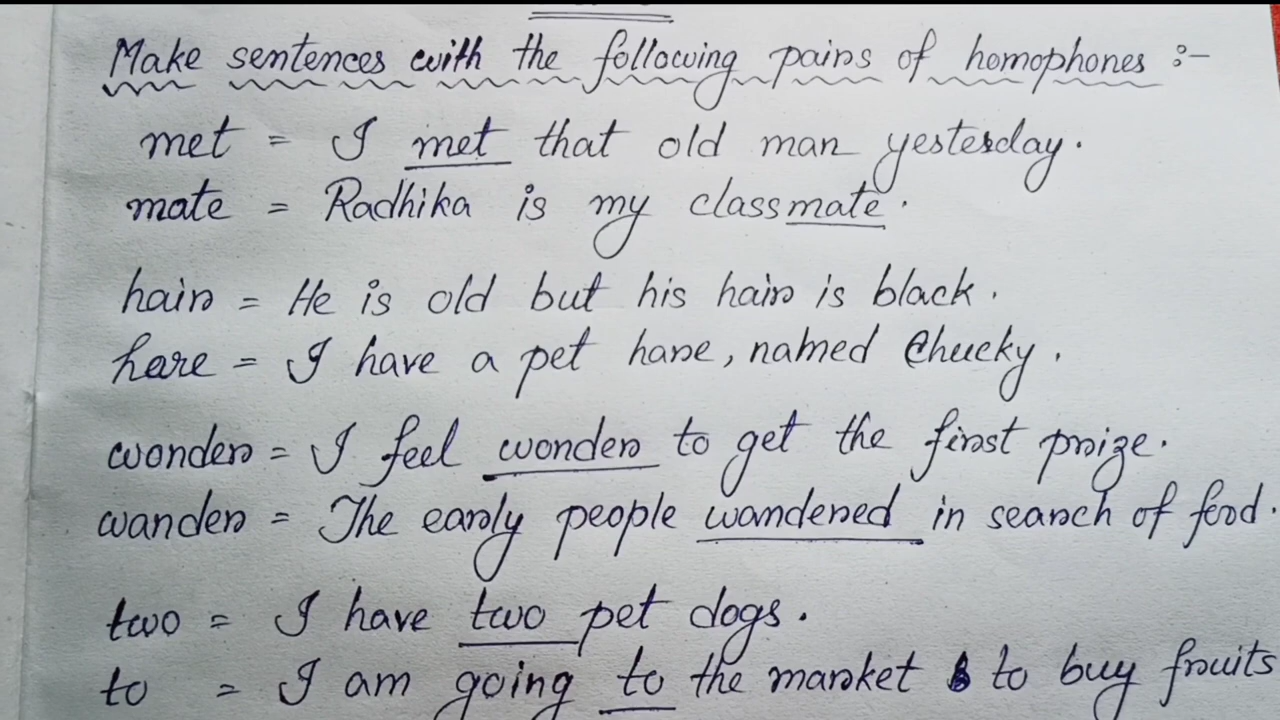 Make sentences with the following pairs of homophones :-
met = I met that old man yesterday.
mate = Radhika is my classmate.
hair = He is old but his hair is black.
hare = I have a pet hare, named Chucky.
wonder = I feel wonder to get the first prize.
wander = The early people wandered in search of food.
two = I have two pet dogs.
to = I am going to the market to buy fruits